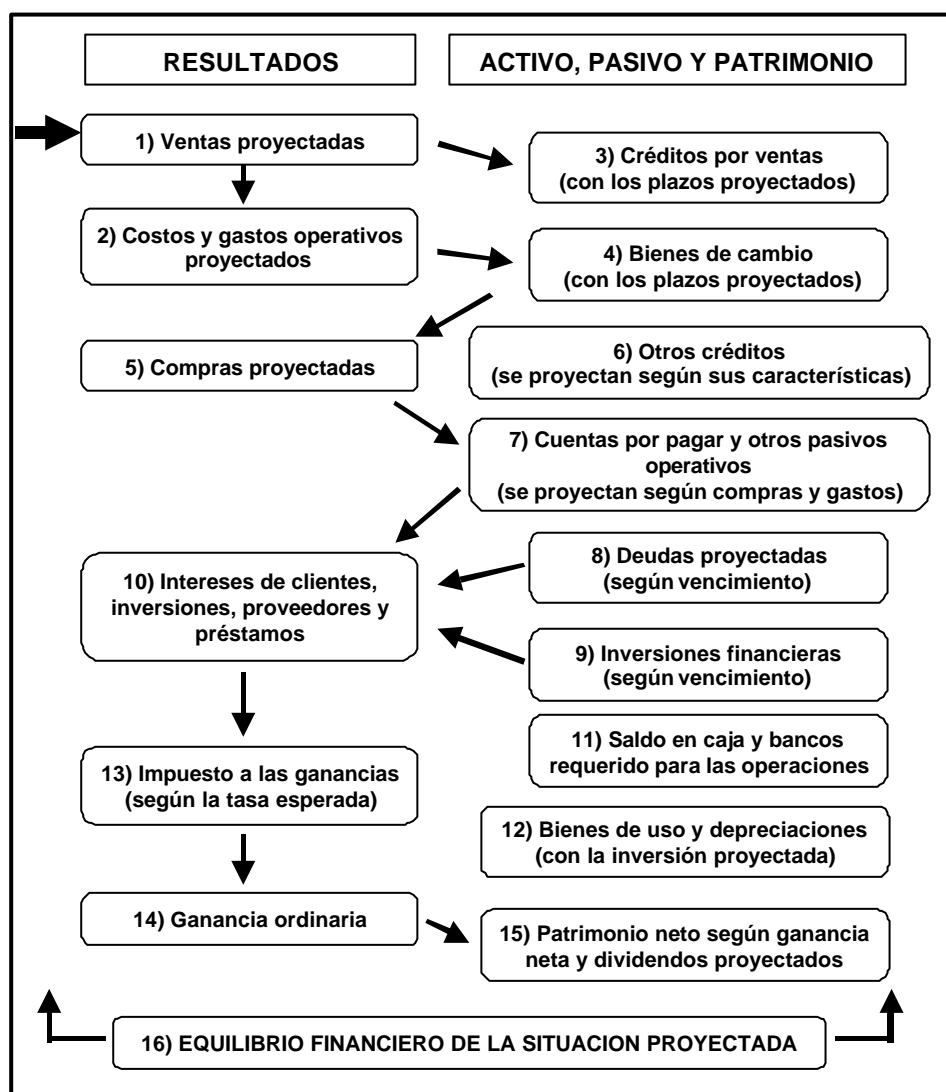 RESULTADOS
ACTIVO, PASIVO Y PATRIMONIO
1) Ventas proyectadas
3) Créditos por ventas
(con los plazos proyectados)
2) Costos y gastos operativos
proyectados
4) Bienes de cambio
(con los plazos proyectados)
5) Compras proyectadas
6) Otros créditos
(se proyectan según sus características)
7) Cuentas por pagar y otros pasivos
operativos
(se proyectan según compras y gastos)
8) Deudas proyectadas
(según vencimiento)
10) Intereses de clientes,
inversiones, proveedores y
préstamos
9) Inversiones financieras
(según vencimiento)
11) Saldo en caja y bancos
requerido para las operaciones
13) Impuesto a las ganancias
(según la tasa esperada)
12) Bienes de uso y depreciaciones
(con la inversión proyectada)
14) Ganancia ordinaria
15) Patrimonio neto según ganancia
neta y dividendos proyectados
16) EQUILIBRIO FINANCIERO DE LA SITUACION PROYECTADA